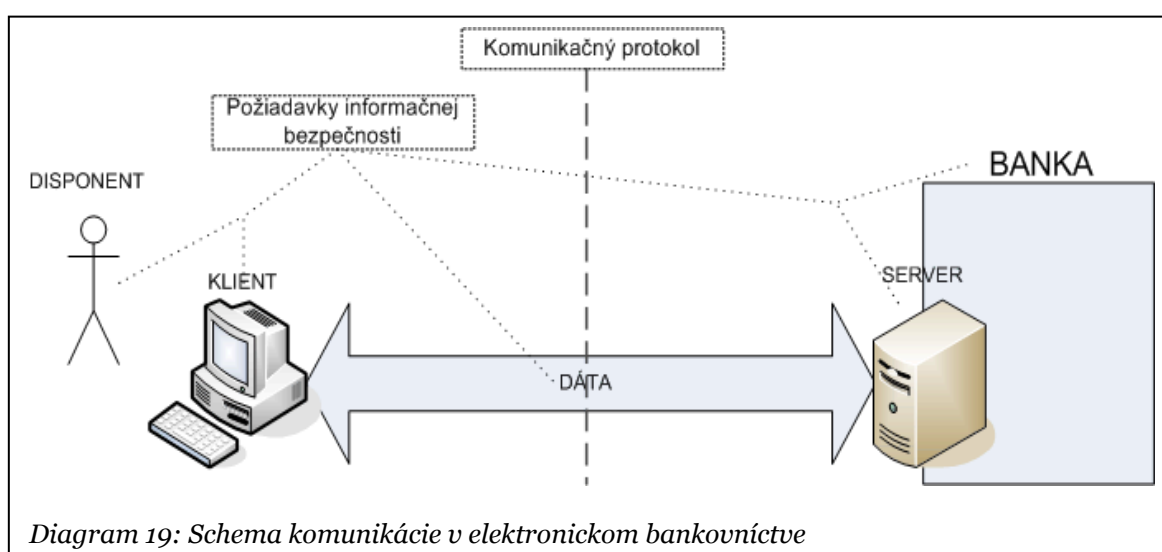 Komunikačný protokol
Požiadavky informačnej
bezpečnosti
DISPONENT
BANKA
KLIENT
SERVER
DÁTA
Diagram 19: Schema komunikácie v elektronickom bankovníctve